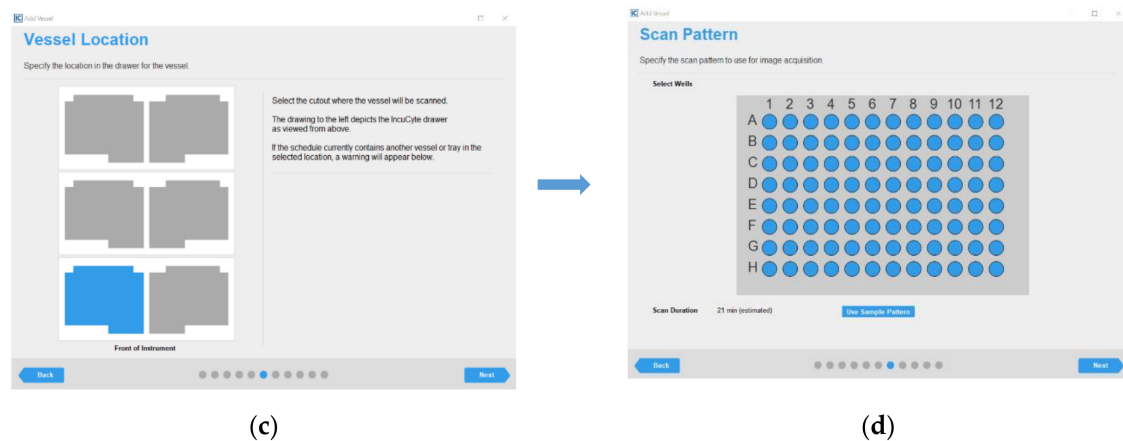 Add Vessel
Vessel Location
Specify the location in the drawer for the vessel.
Select the cutout where the vessel will be scanned.
The drawing to the left depicts the IncuCyte drawer
as viewed from above.
If the schedule currently contains another vessel or tray in the
selected location, a warning will appear below.
Front of Instrument
Back
Next
(c)
Add Vessel
Scan Pattern
Specify the scan pattern to use for image acquisition.
Select Wells
1 2 3 4 5 6 7 8 9 10 11 12
A
B
C
D
E
F
G
H
Scan Duration 21 min (estimated) Use Sample Pattern
Back
Next
(d)